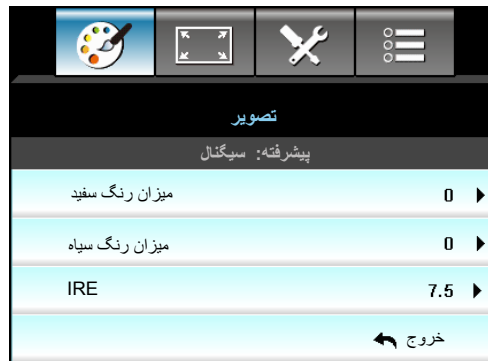 تصویر
پیشرفته: سیگنال
میزان رنگ سفید 0
میزان رنگ سیاه 0
IRE 7.5
خروج